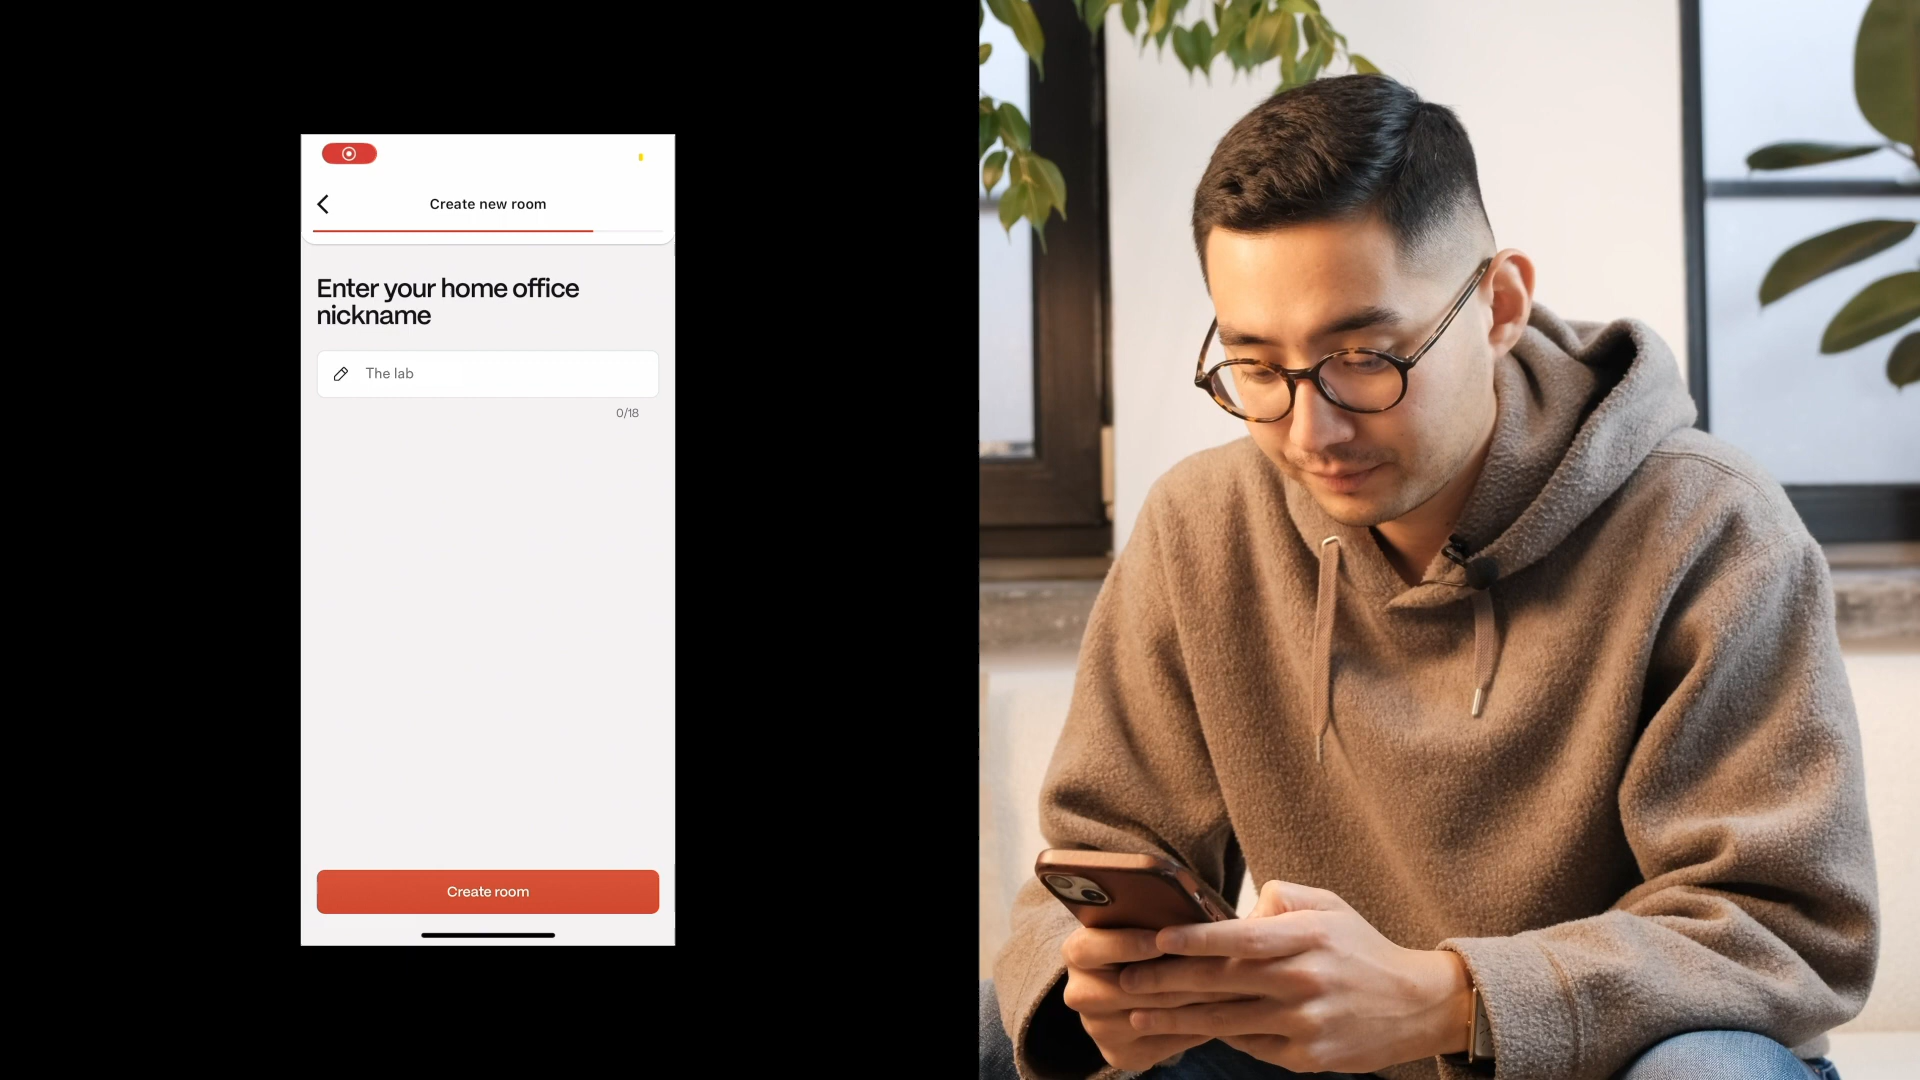 Create new room
Enter your home office
nickname
The lab
0/18
Create room